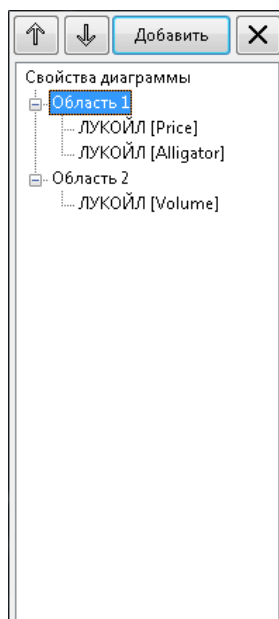 Добавить
Свойства диаграммы
Область 1
ЛУКОЙЛ [Price]
ЛУКОЙЛ [Alligator]
Область 2
ЛУКОЙЛ [Volume]